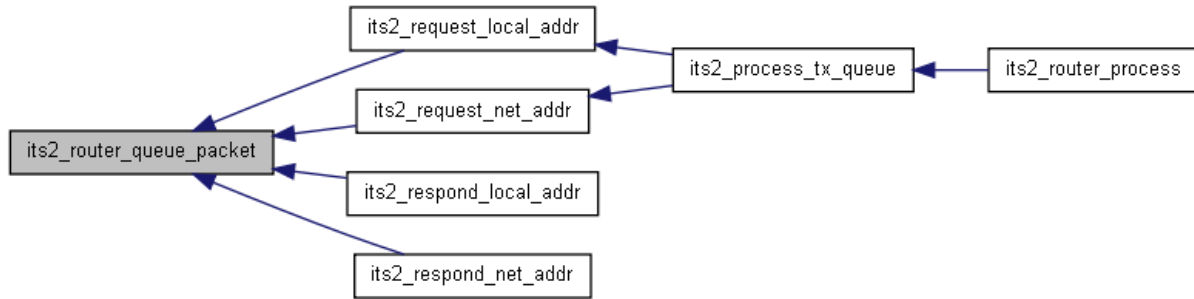 its2_request_local_addr
its2_process_tx_queue
its2_router_process
its2_request_net_addr
its2_router_queue_packet
its2_respond_local_addr
its2_respond_net_addr